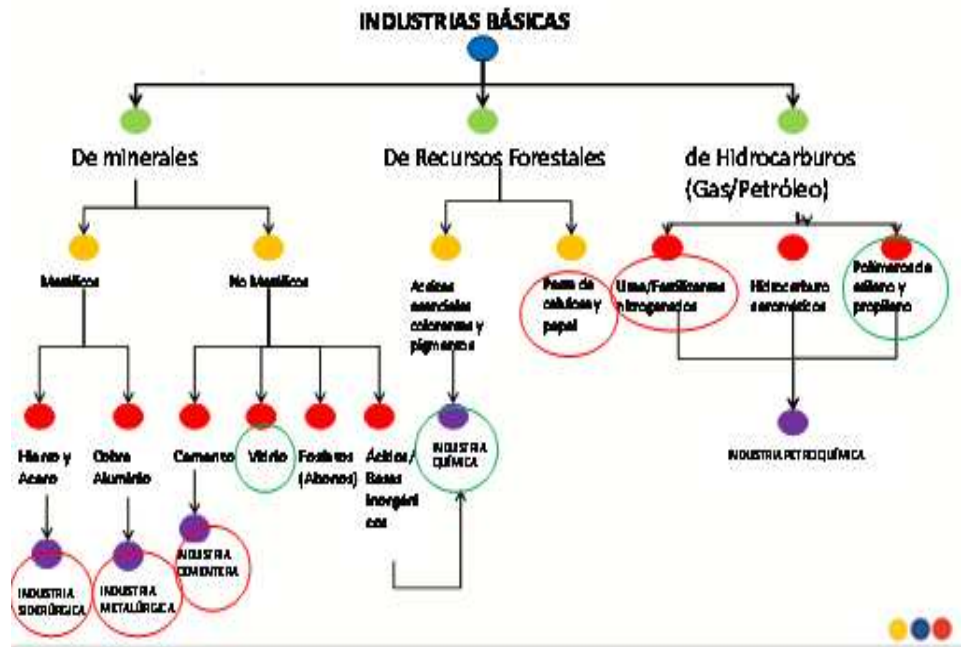 INDUSTRIAS BÁSICAS
De minerales
De Recursos Forestales
de Hidrocarburos
(Gas/Petróleo)
Metálicos
No Metálicos
Aceites
esenciales
colorantes y
pigmentos
Pasta de
celulosa y
papel
Urea/Fertilizantes
nitrogenados
Hidrocarburo
Polímeros de
etileno y
propileno
Hierro y
Acero
Cobre
Aluminio
Cemento
Vidrio
Fosfatos
(Abonos)
Ácidos/
Bases
Inorgáni
cos
INDUSTRIA
QUÍMICA
INDUSTRIA PETROQUÍMICA
INDUSTRIA
SIDERÚRGICA
INDUSTRIA
METALÚRGICA
INDUSTRIA
CEMENTERA